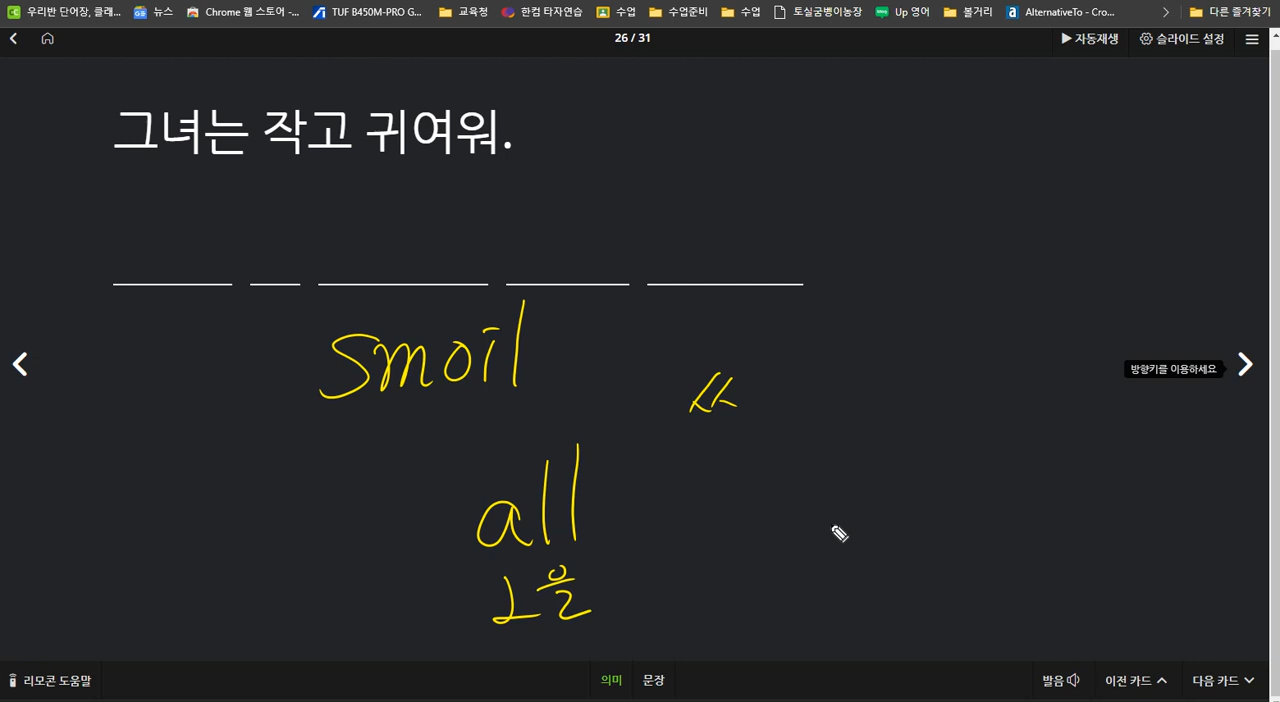 우리반 단어장, 클래... 뉴스 Chrome 웹 스토어 -... TUF B450M-PRO G... 교육청 한컴 타자연습 수업 수업준비 수업 토실굼벵이농장 Up 영어 볼거리 AlternativeTo - Cro... 다른 즐겨찾기
26 / 31 자동재생 슬라이드 설정
그녀는 작고 귀여워.
smoil
방향키를 이용하세요
all
리모콘 도움말 의미 문장 발음 이전 카드 다음 카드